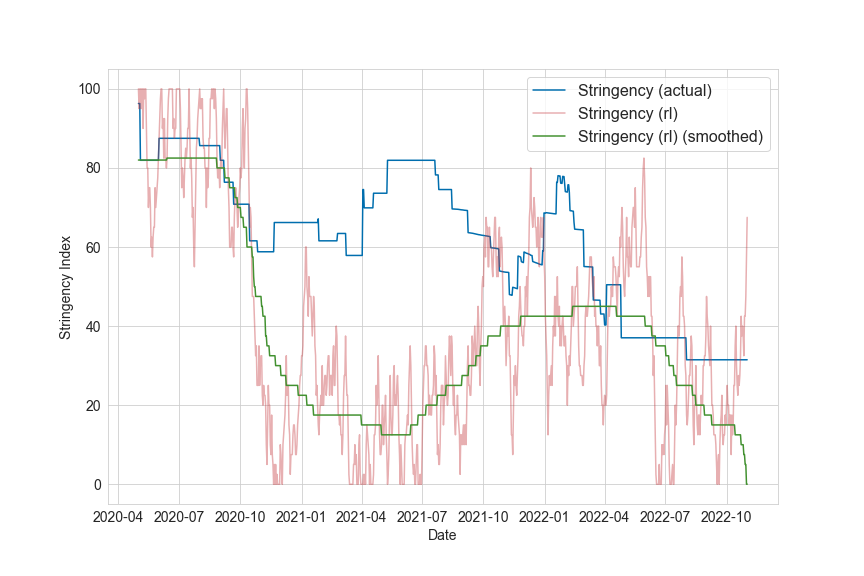 Stringency (actual)
Stringency (rl)
Stringency (rl) (smoothed)
100
80
60
40
20
0
Stringency Index
2020-04 2020-07 2020-10 2021-01 2021-04 2021-07 2021-10 2022-01 2022-04 2022-07 2022-10
Date